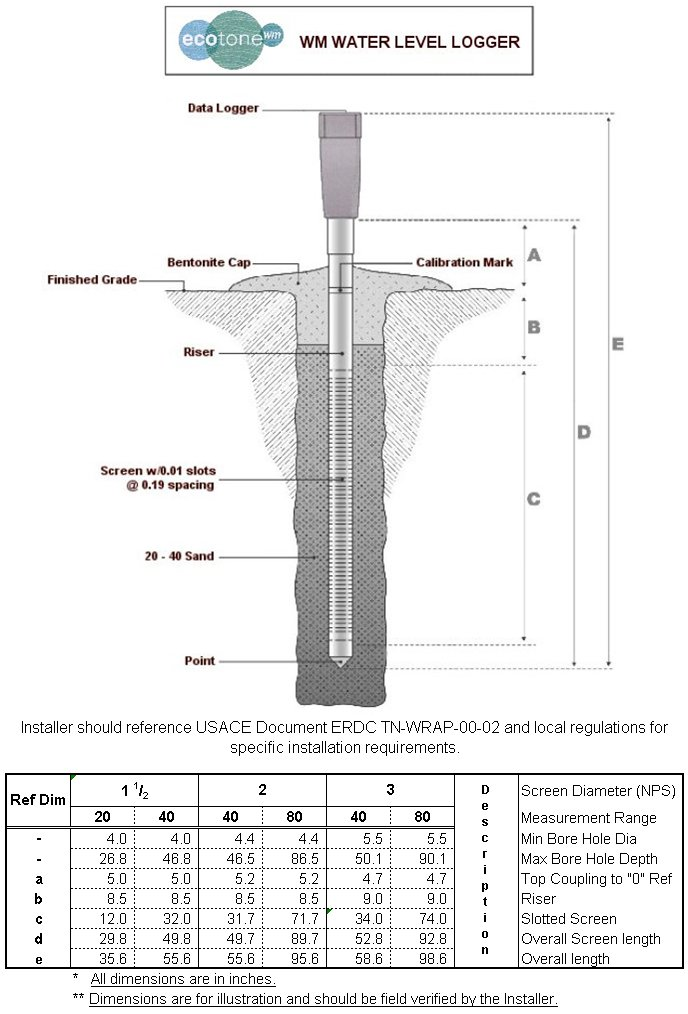 ecotone wm WM WATER LEVEL LOGGER
Data Logger
A
Bentonite Cap
Calibration Mark
Finished Grade
B
E
Riser
D
Screen w/0.01 slots
@ 0.19 spacing
C
20 - 40 Sand
Point
Installer should reference USACE Document ERDC TN-WRAP-00-02 and local regulations for
specific installation requirements.
Ref Dim 1 1/2 2 3 Description Screen Diameter (NPS)
20 40 40 80 40 80 Measurement Range
- 4.0 4.0 4.4 4.4 5.5 5.5 Min Bore Hole Dia
- 26.8 46.8 46.5 86.5 50.1 90.1 Max Bore Hole Depth
a 5.0 5.0 5.2 5.2 4.7 4.7 Top Coupling to "0" Ref
b 8.5 8.5 8.5 8.5 9.0 9.0 Riser
c 12.0 32.0 31.7 71.7 34.0 74.0 Slotted Screen
d 29.8 49.8 49.7 89.7 52.8 92.8 Overall Screen length
e 35.6 55.6 55.6 95.6 58.6 98.6 Overall length
* All dimensions are in inches.
** Dimensions are for illustration and should be field verified by the Installer.